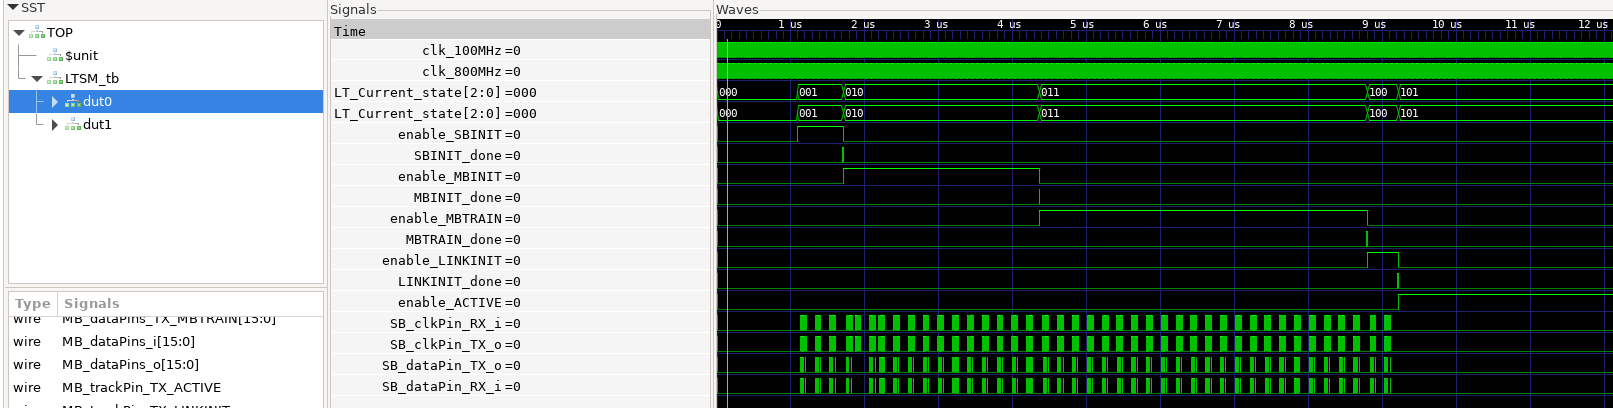 SST
TOP
$unit
LTSM_tb
dut0
dut1
Type Signals
wire MB_dataPins_TX_MBTRAIN[15:0]
wire MB_dataPins_i[15:0]
wire MB_dataPins_o[15:0]
wire MB_trackPin_TX_ACTIVE
Signals
Time
clk_100MHz=0
clk_800MHz=0
LT_Current_state[2:0]=000
LT_Current_state[2:0]=000
enable_SBINIT=0
SBINIT_done=0
enable_MBINIT=0
MBINIT_done=0
enable_MBTRAIN=0
MBTRAIN_done=0
enable_LINKINIT=0
LINKINIT_done=0
enable_ACTIVE=0
SB_clkPin_RX_i=0
SB_clkPin_TX_o=0
SB_dataPin_TX_o=0
SB_dataPin_RX_i=0
Waves
0 1 us 2 us 3 us 4 us 5 us 6 us 7 us 8 us 9 us 10 us 11 us 12 us
000 001 010 011 100 101
000 001 010 011 100 101